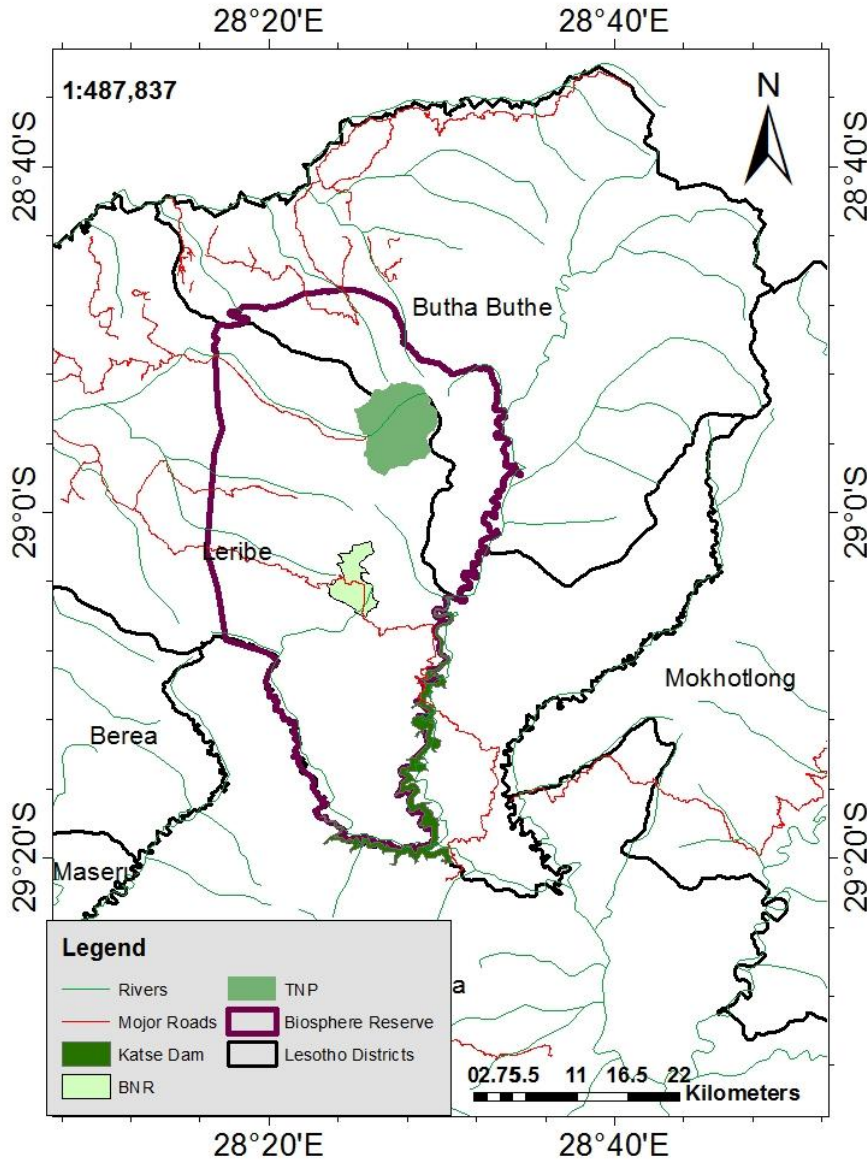 28°20'E 28°40'E
1:487,837
N
28°40'S
28°40'S
Butha Buthe
29°0'S
29°0'S
Leribe
Mokhotlong
Berea
29°20'S
29°20'S
Maseru
Legend
Rivers
TNP
a
Mojor Roads
Biosphere Reserve
Katse Dam
Lesotho Districts
BNR
02.75.5 11 16.5 22
Kilometers
28°20'E 28°40'E